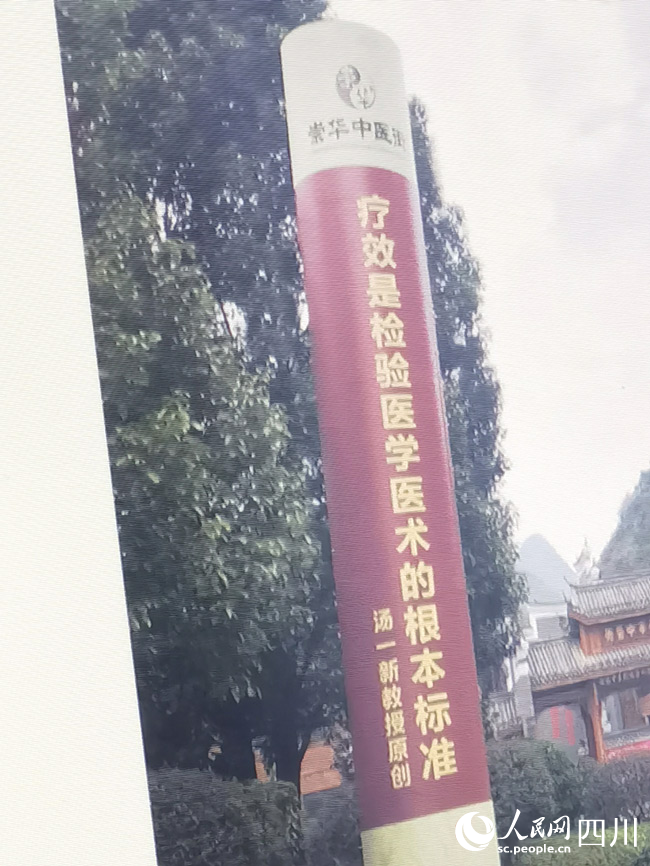 崇华中医街
疗效是检验医学医术的根本标准
汤一新教授原创
人民网 四川
sc.people.cn